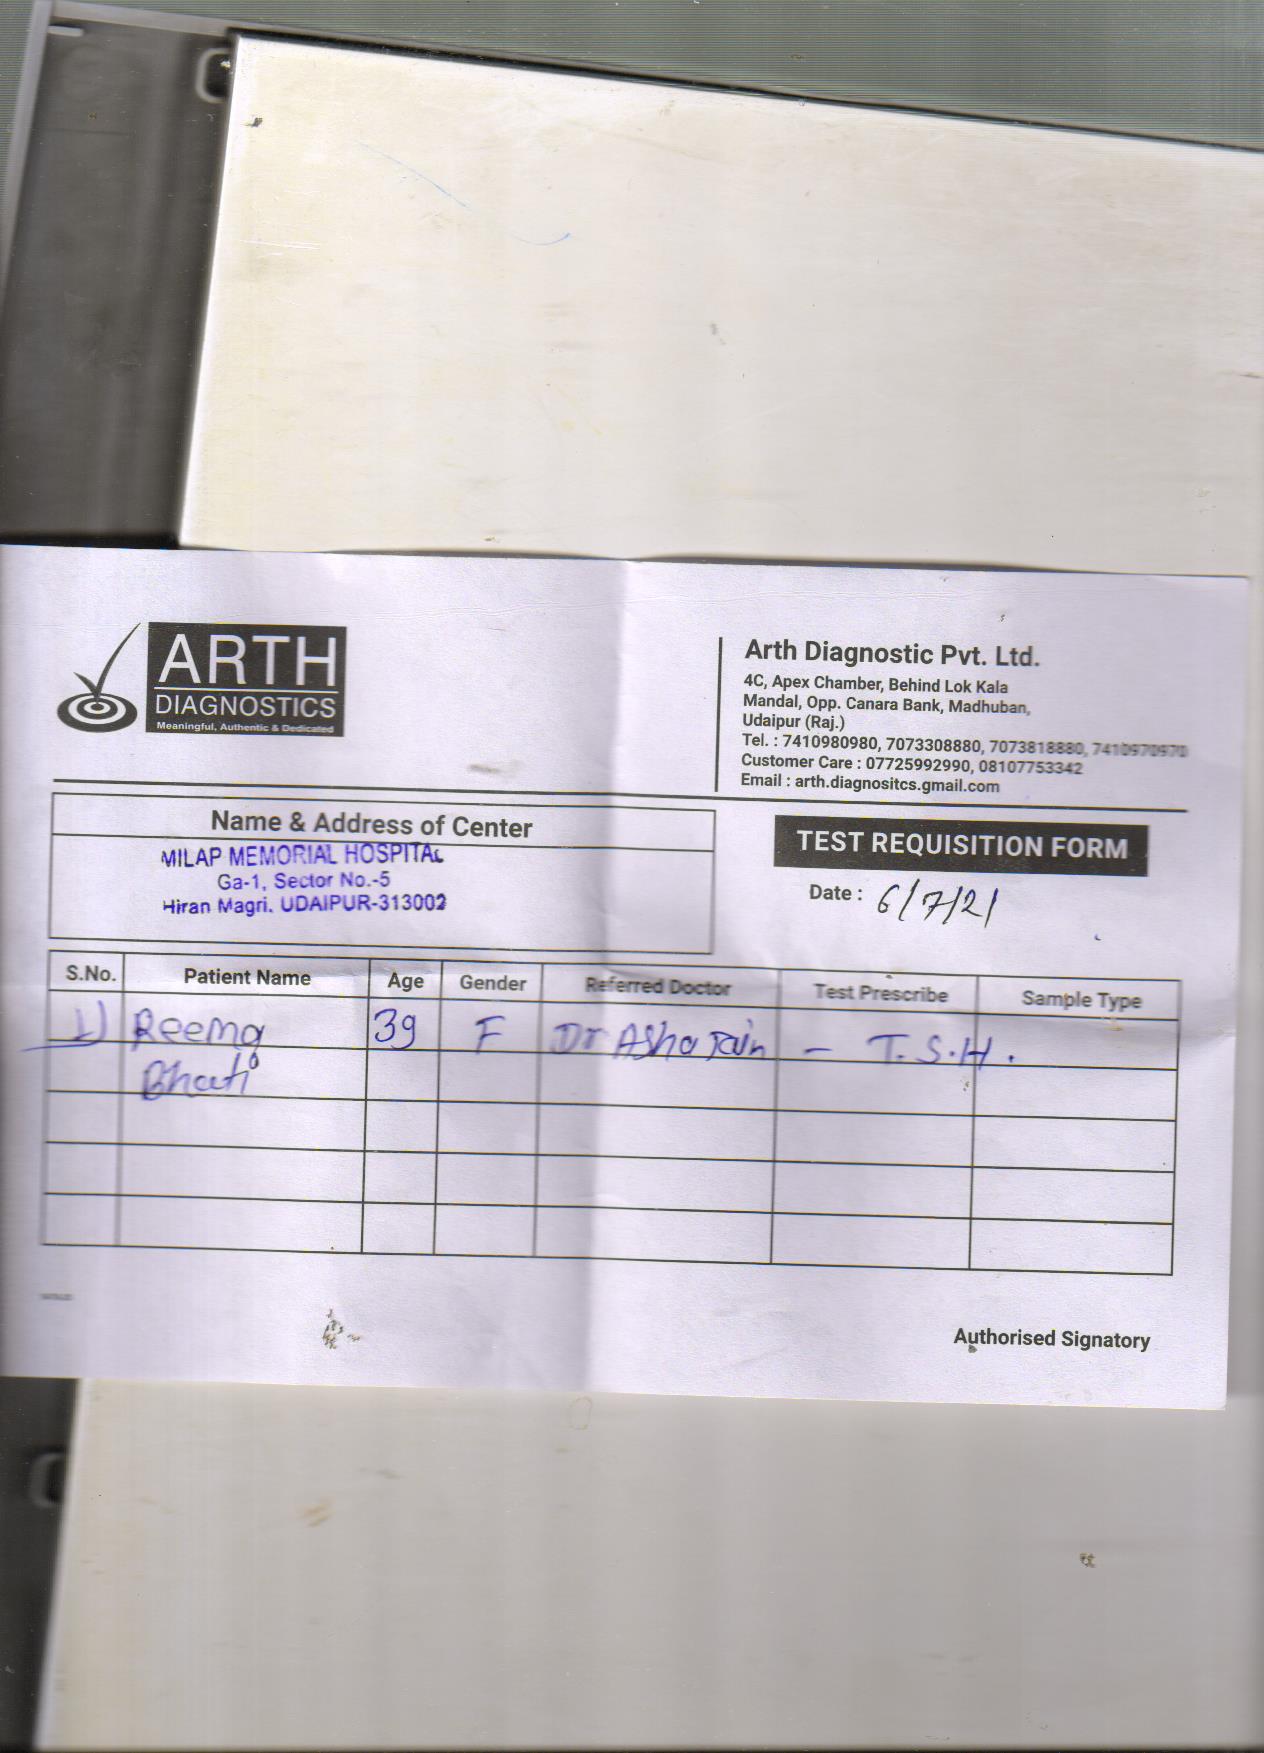 ARTH
DIAGNOSTICS
Meaningful, Authentic & Dedicated
Arth Diagnostic Pvt. Ltd.
4C, Apex Chamber, Behind Lok Kala
Mandal, Opp. Canara Bank, Madhuban,
Udaipur (Raj.)
Tel. : 7410980980, 7073308880, 7073818880, 7410970970
Customer Care : 07725992990, 08107753342
Email : arth.diagnositcs.gmail.com
Name & Address of Center
MILAP MEMORIAL HOSPITAL
Ga-1, Sector No.-5
Hiran Magri. UDAIPUR-313002
TEST REQUISITION FORM
Date : 6/7/21
S.No. Patient Name Age Gender Referred Doctor Test Prescribe Sample Type
1) Reema 39 F Dr Asha Jain - T.S.H.
Bhati
Authorised Signatory